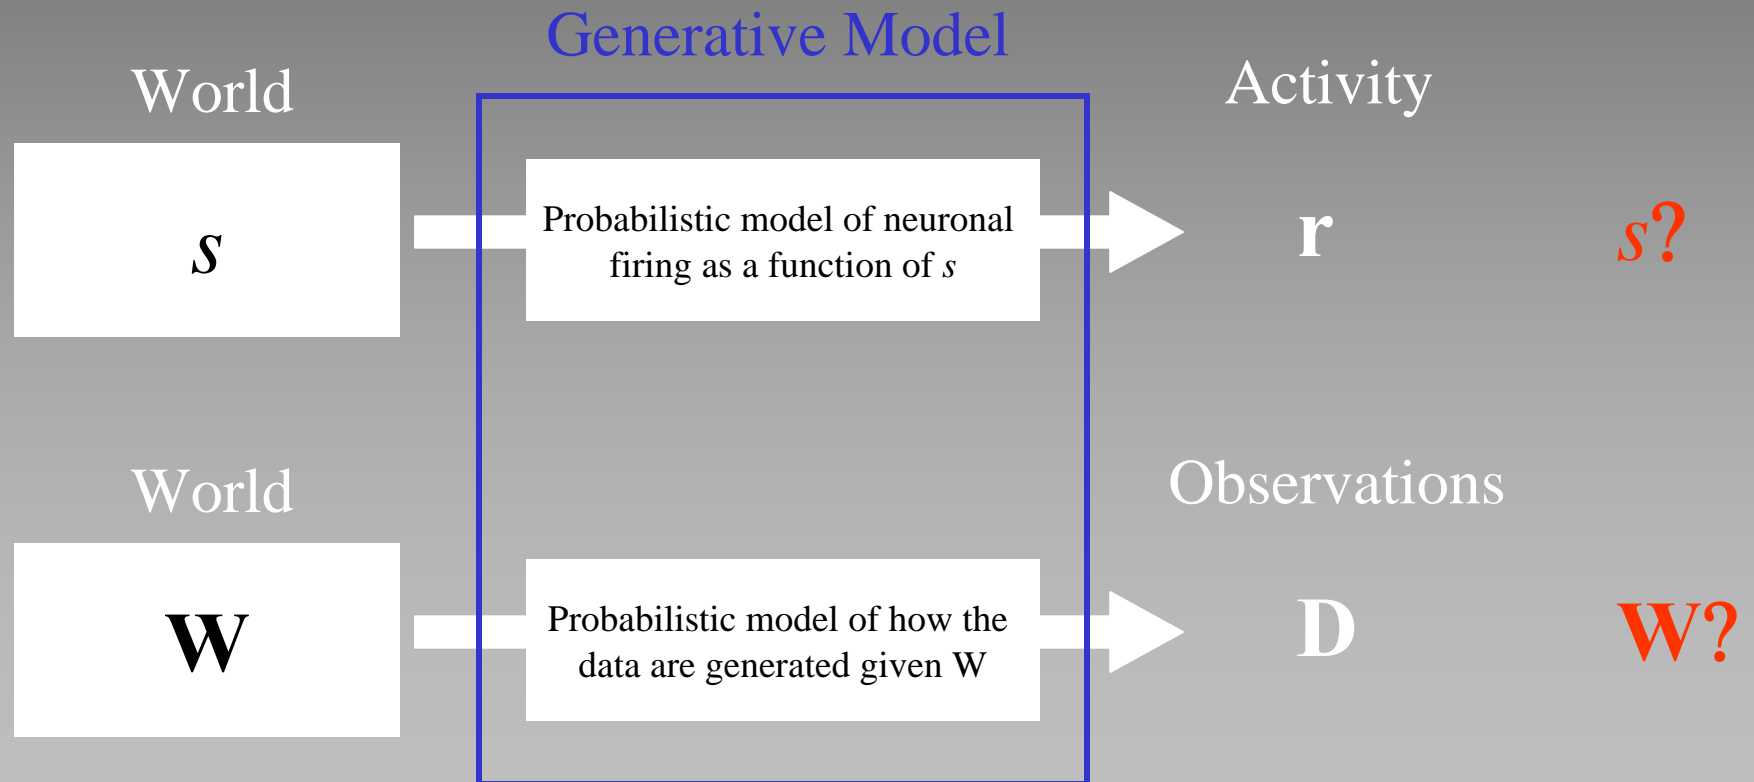 Generative Model
World
Activity
s
Probabilistic model of neuronal
firing as a function of s
r
s?
World
Observations
W
Probabilistic model of how the
data are generated given W
D
W?